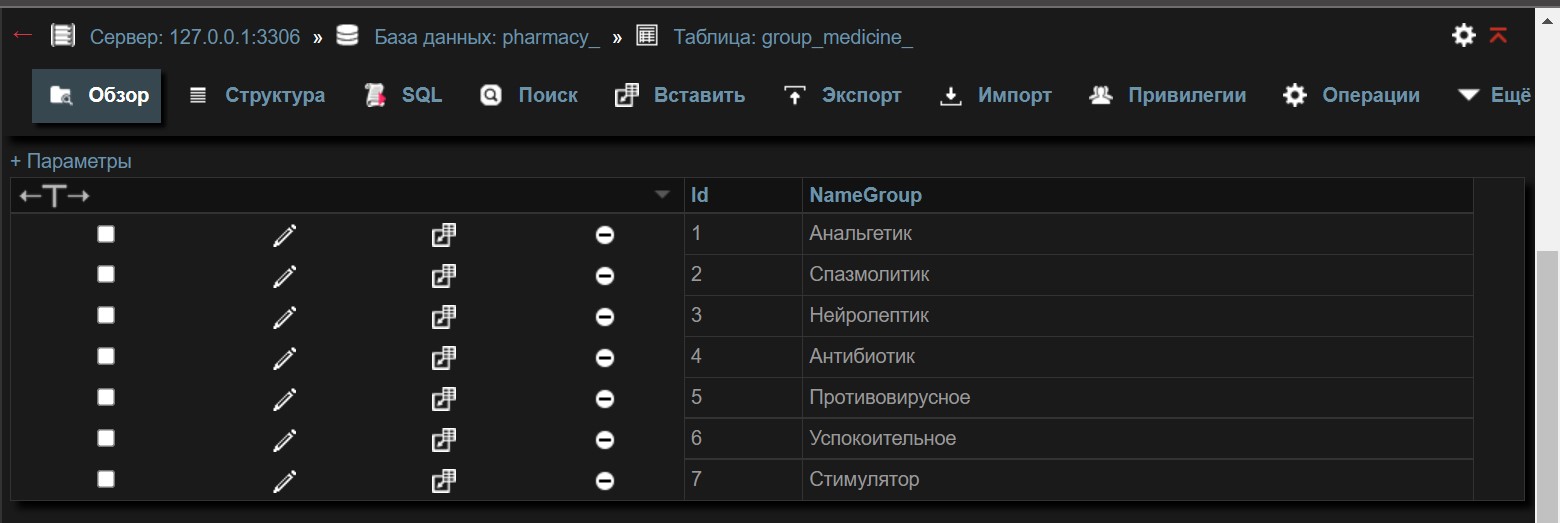 ← Сервер: 127.0.0.1:3306 » База данных: pharmacy_ » Таблица: group_medicine_
Обзор Структура SQL Поиск Вставить Экспорт Импорт Привилегии Операции Ещё
+ Параметры
←T→ Id NameGroup
1 Анальгетик
2 Спазмолитик
3 Нейролептик
4 Антибиотик
5 Противовирусное
6 Успокоительное
7 Стимулятор